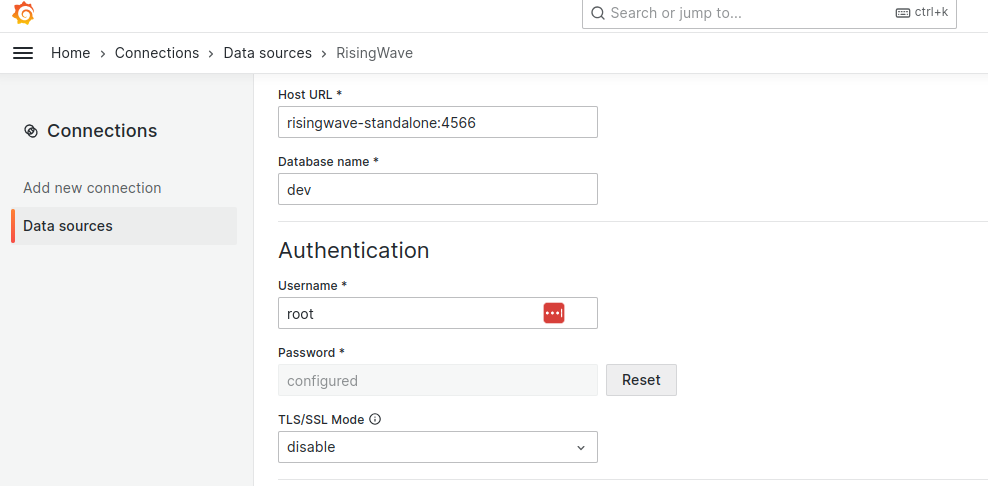 Search or jump to... ctrl+k
Home › Connections › Data sources › RisingWave
Connections
Add new connection
Data sources
Host URL *
risingwave-standalone:4566
Database name *
dev
Authentication
Username *
root
Password *
configured
Reset
TLS/SSL Mode
disable